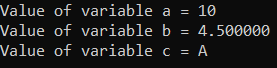 Value of variable a = 10
Value of variable b = 4.500000
Value of variable c = A